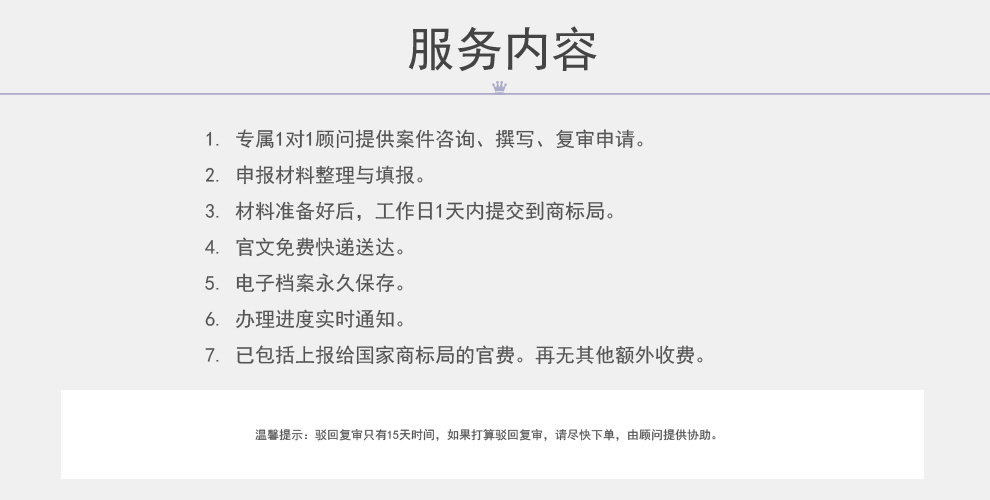 服务内容
1. 专属1对1顾问提供案件咨询、撰写、复审申请。
2. 申报材料整理与填报。
3. 材料准备好后，工作日1天内提交到商标局。
4. 官文免费快递送达。
5. 电子档案永久保存。
6. 办理进度实时通知。
7. 已包括上报给国家商标局的官费。再无其他额外收费。
温馨提示：驳回复审只有15天时间，如果打算驳回复审，请尽快下单，由顾问提供协助。